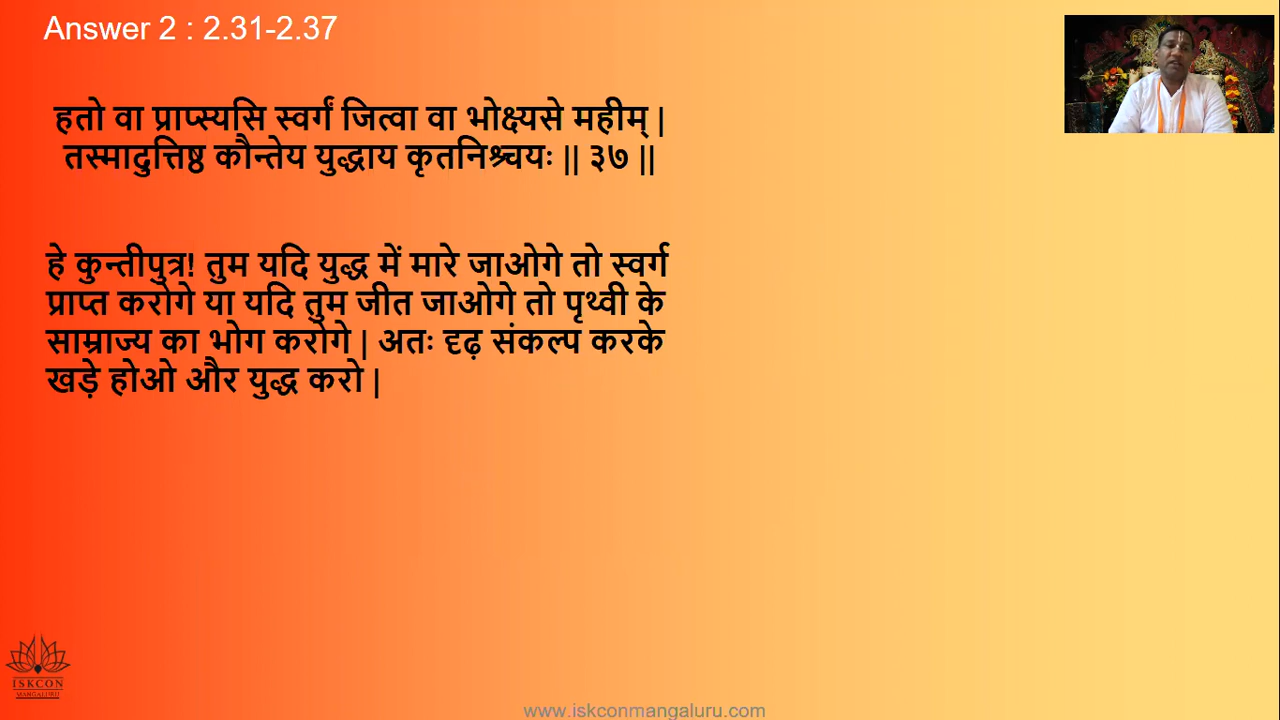 Answer 2 : 2.31-2.37
हतो वा प्राप्स्यसि स्वर्गं जित्वा वा भोक्ष्यसे महीम् |
तस्मादुत्तिष्ठ कौन्तेय युद्धाय कृतनिश्र्चयः || ३७ ||
हे कुन्तीपुत्र! तुम यदि युद्ध में मारे जाओगे तो स्वर्ग
प्राप्त करोगे या यदि तुम जीत जाओगे तो पृथ्वी के
साम्राज्य का भोग करोगे | अतः दृढ़ संकल्प करके
खड़े होओ और युद्ध करो |
ISKCON
MANGALURU
www.iskconmangaluru.com